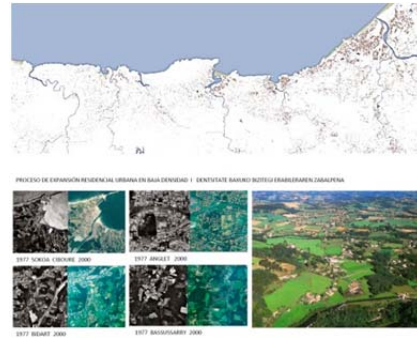 PROCESO DE EXPANSIÓN RESIDENCIAL URBANA EN BAJA DENSIDAD | DENTSITATE BAXUKO BIZITEGI ERABILERAREN ZABALPENA
1977 SOKOA CIBOURE 2000
1977 ANGLET 2000
1977 BIDART 2000
1977 BASSUSSARRY 2000